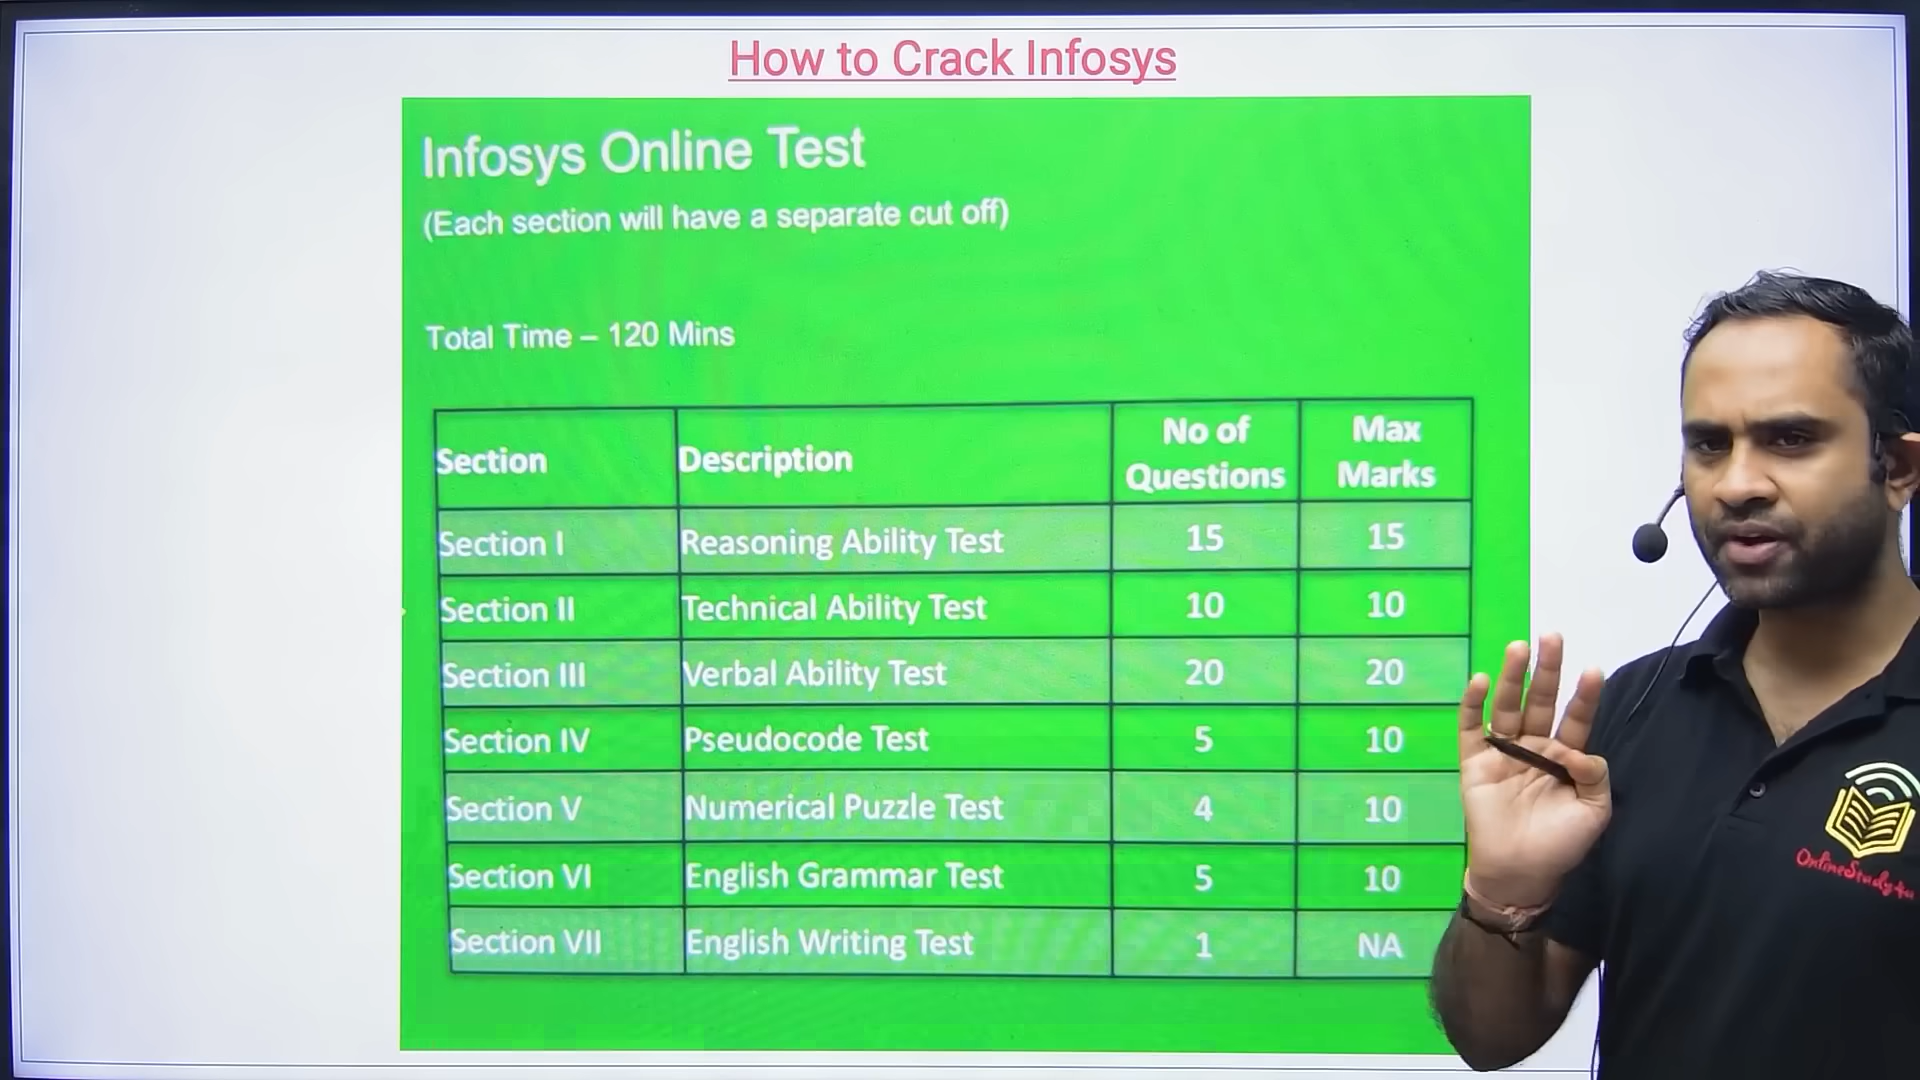 How to Crack Infosys
Infosys Online Test
(Each section will have a separate cut off)
Total Time – 120 Mins
Section Description No of Questions Max Marks
Section I Reasoning Ability Test 15 15
Section II Technical Ability Test 10 10
Section III Verbal Ability Test 20 20
Section IV Pseudocode Test 5 10
Section V Numerical Puzzle Test 4 10
Section VI English Grammar Test 5 10
Section VII English Writing Test 1 NA
OnlineStudy4u